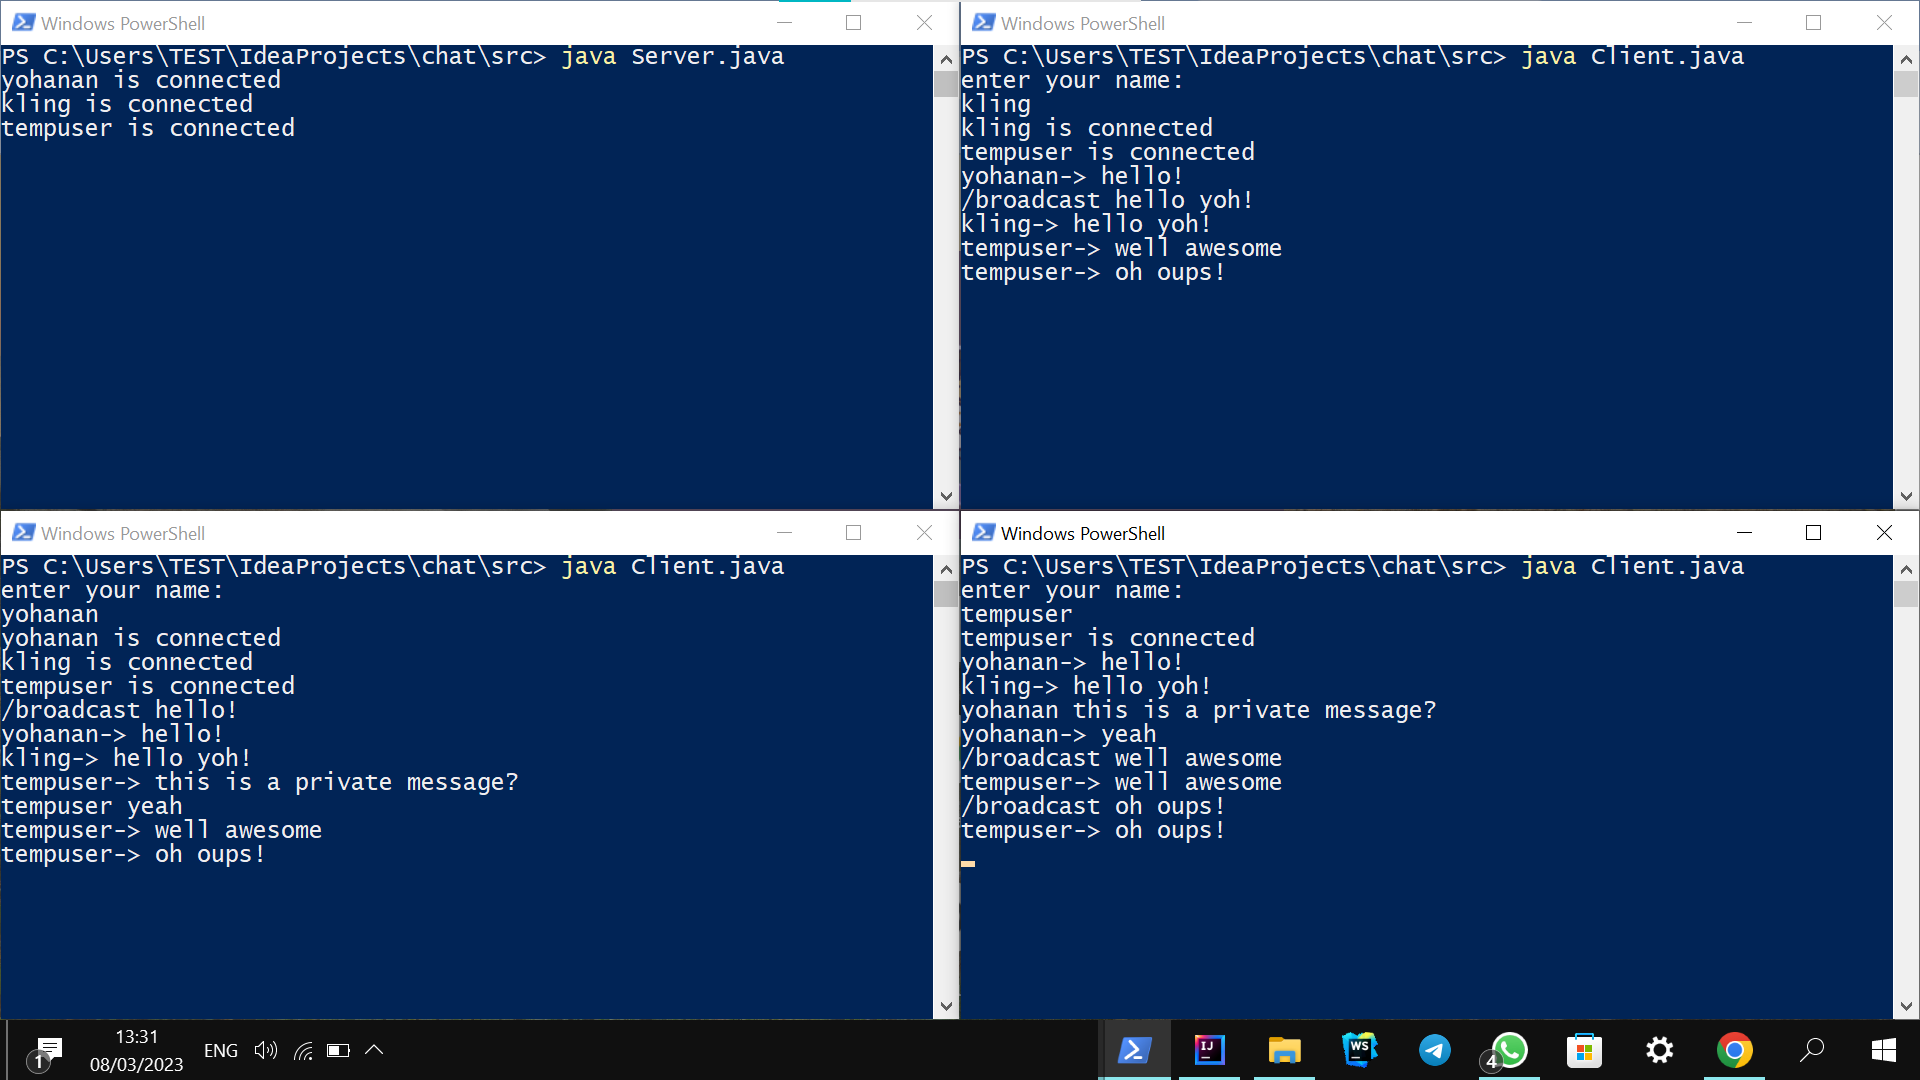 Windows PowerShell
PS C:\Users\TEST\IdeaProjects\chat\src> java Server.java
yohanan is connected
kling is connected
tempuser is connected
Windows PowerShell
PS C:\Users\TEST\IdeaProjects\chat\src> java Client.java
enter your name:
kling
kling is connected
tempuser is connected
yohanan-> hello!
/broadcast hello yoh!
kling-> hello yoh!
tempuser-> well awesome
tempuser-> oh oups!
Windows PowerShell
PS C:\Users\TEST\IdeaProjects\chat\src> java Client.java
enter your name:
yohanan
yohanan is connected
kling is connected
tempuser is connected
/broadcast hello!
yohanan-> hello!
kling-> hello yoh!
tempuser-> this is a private message?
tempuser yeah
tempuser-> well awesome
tempuser-> oh oups!
Windows PowerShell
PS C:\Users\TEST\IdeaProjects\chat\src> java Client.java
enter your name:
tempuser
tempuser is connected
yohanan-> hello!
kling-> hello yoh!
yohanan this is a private message?
yohanan-> yeah
/broadcast well awesome
tempuser-> well awesome
/broadcast oh oups!
tempuser-> oh oups!
1
13:31
08/03/2023
ENG
IJ
WS
4